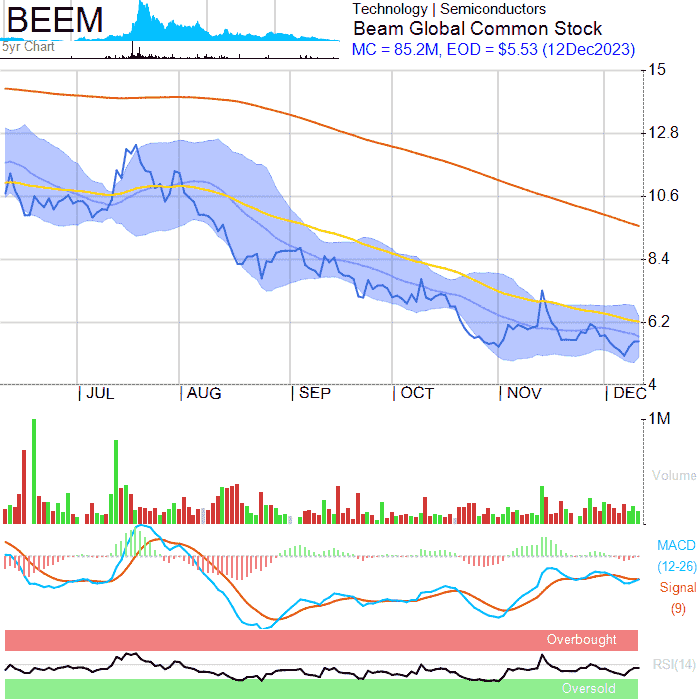 BEEM
5yr Chart
Technology | Semiconductors
Beam Global Common Stock
MC = 85.2M, EOD = $5.53 (12Dec2023)
15
12.8
10.6
8.4
6.2
4
| JUL | AUG | SEP | OCT | NOV | DEC
1M
Volume
MACD
(12-26)
Signal
(9)
Overbought
RSI(14)
Oversold